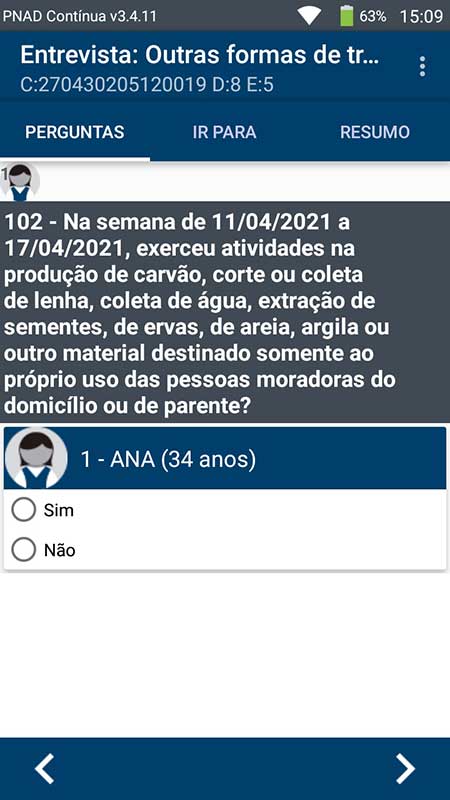 PNAD Contínua v3.4.11 63% 15:09
Entrevista: Outras formas de tr...
C:270430205120019 D:8 E:5
PERGUNTAS IR PARA RESUMO
1
102 - Na semana de 11/04/2021 a
17/04/2021, exerceu atividades na
produção de carvão, corte ou coleta
de lenha, coleta de água, extração de
sementes, de ervas, de areia, argila ou
outro material destinado somente ao
próprio uso das pessoas moradoras do
domicílio ou de parente?
1 - ANA (34 anos)
Sim
Não